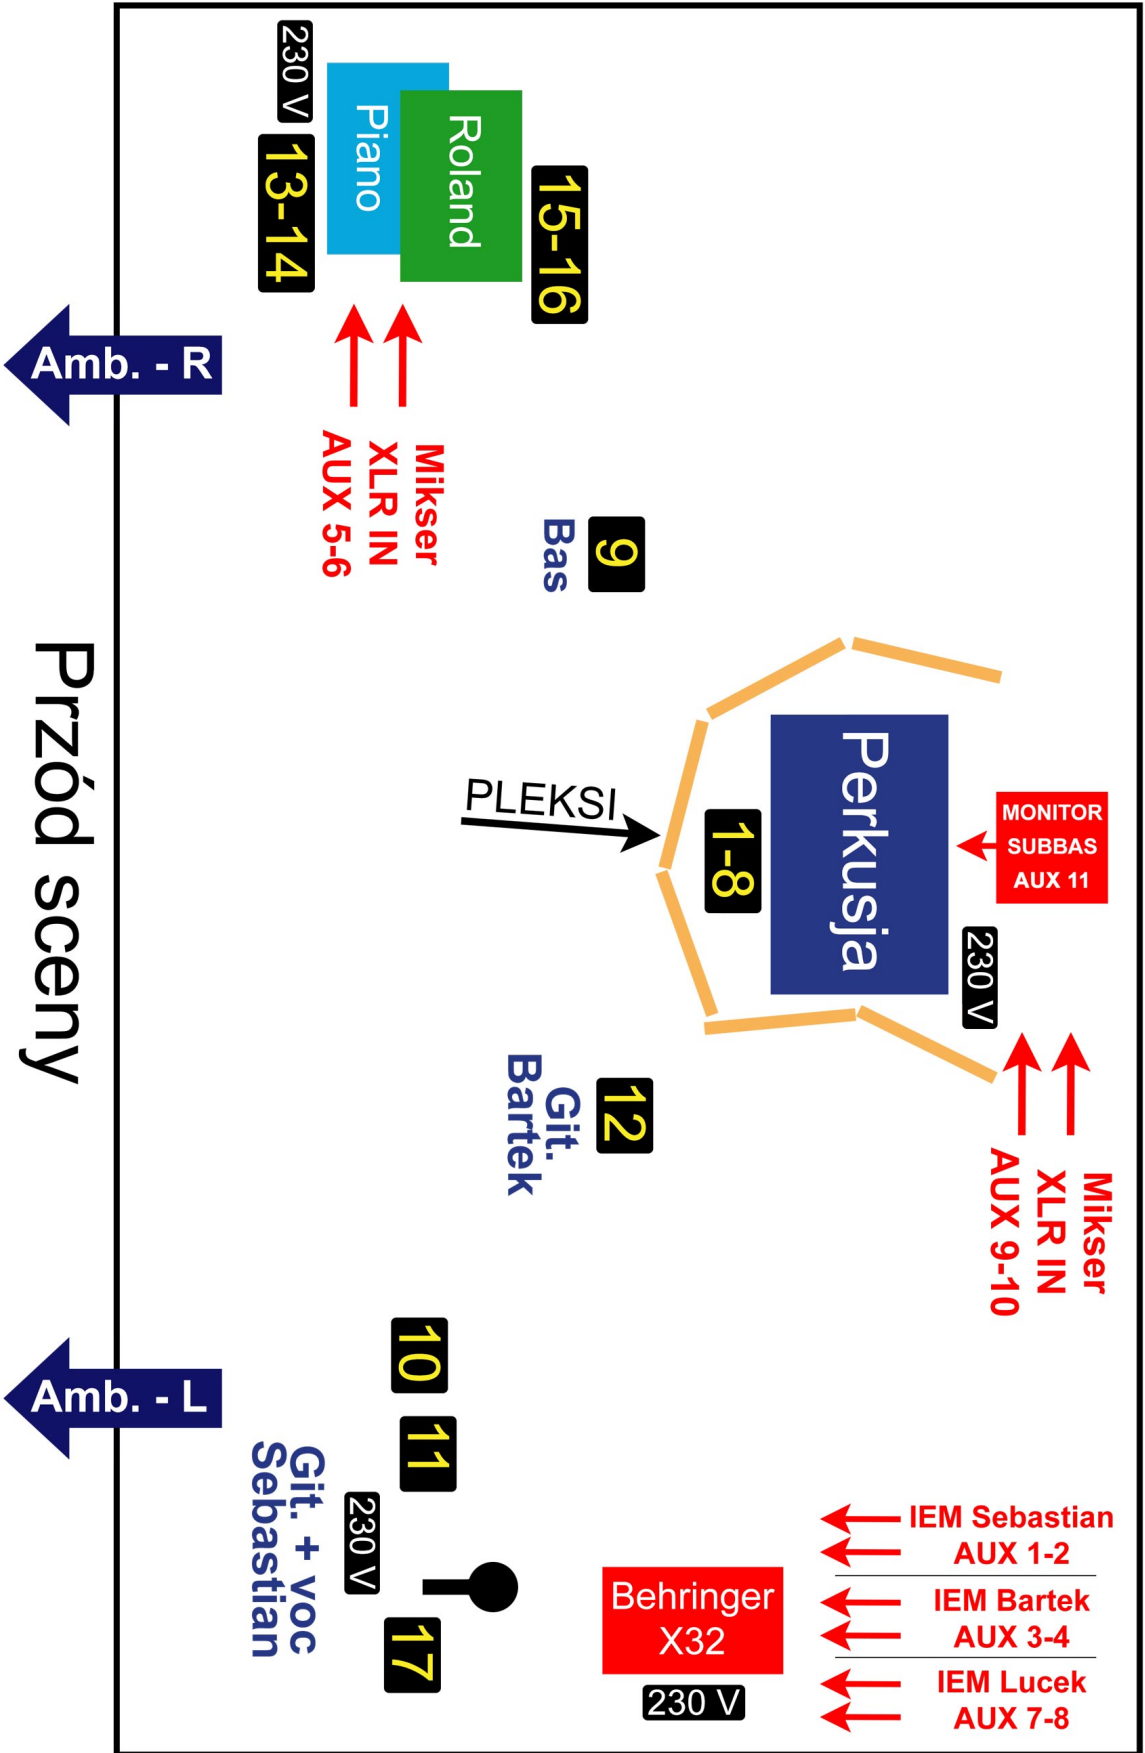 230 V
Piano
Roland
13-14
15-16
Amb. - R
Mikser
XLR IN
AUX 5-6
9
Bas
PLEKSI
1-8
Perkusja
MONITOR
SUBBAS
AUX 11
230 V
Mikser
XLR IN
AUX 9-10
12
Git.
Bartek
10
11
Amb. - L
Git. + voc
Sebastian
230 V
17
Behringer
X32
230 V
IEM Sebastian
AUX 1-2
IEM Bartek
AUX 3-4
IEM Lucek
AUX 7-8
Przód sceny